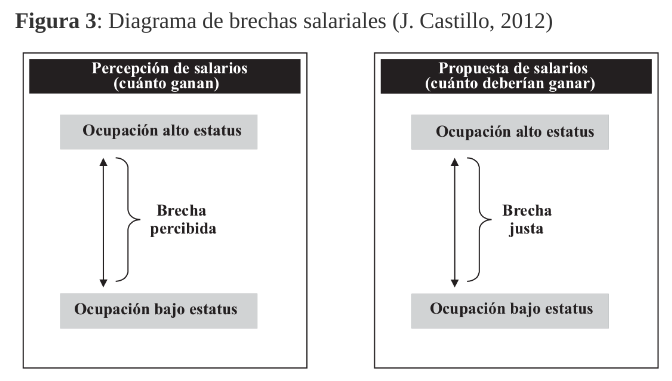 Figura 3: Diagrama de brechas salariales (J. Castillo, 2012)
Percepción de salarios
(cuánto ganan)
Ocupación alto estatus
Brecha
percibida
Ocupación bajo estatus
Propuesta de salarios
(cuánto deberían ganar)
Ocupación alto estatus
Brecha
justa
Ocupación bajo estatus